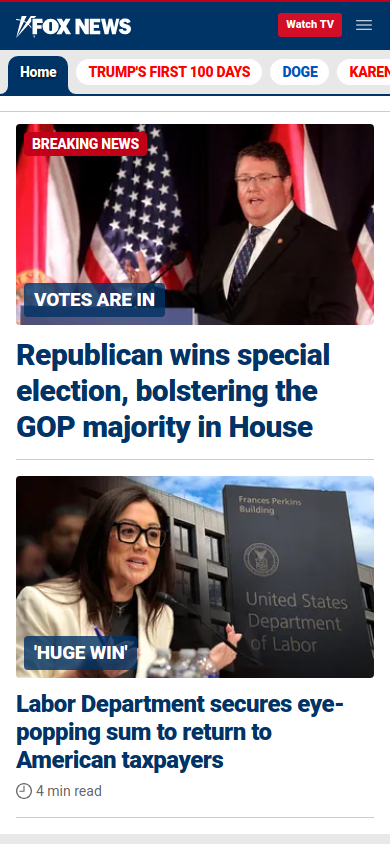 FOX NEWS
Watch TV
Home
TRUMP'S FIRST 100 DAYS
DOGE
KAREN
BREAKING NEWS
VOTES ARE IN
Republican wins special
election, bolstering the
GOP majority in House
Frances Perkins
Building
United States
Department
of Labor
'HUGE WIN'
Labor Department secures eye-
popping sum to return to
American taxpayers
4 min read